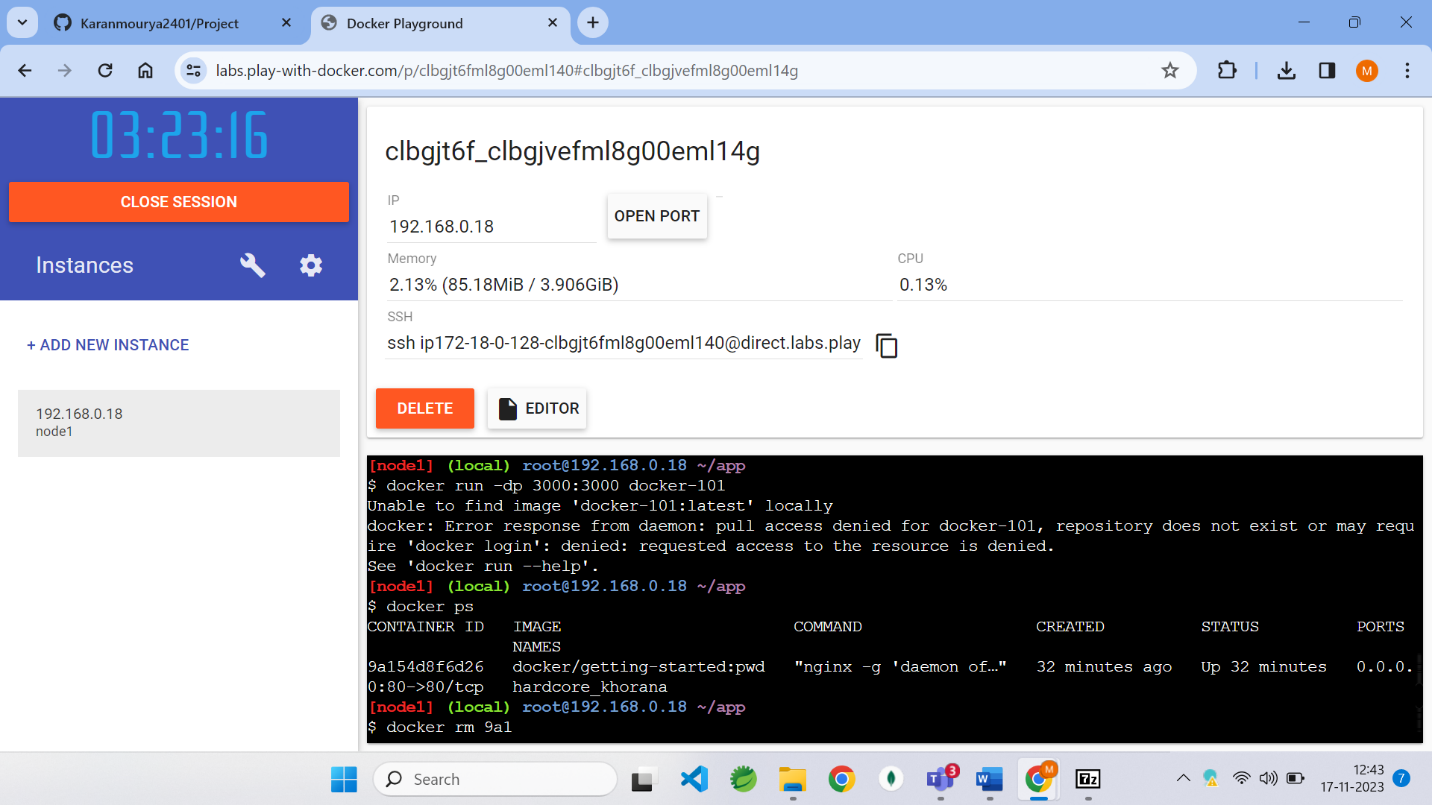 Karanmourya2401/Project
Docker Playground
labs.play-with-docker.com/p/clbgjt6fml8g00eml140#clbgjt6f_clbgjvefml8g00eml14g
M
03:23:16
CLOSE SESSION
Instances
+ ADD NEW INSTANCE
192.168.0.18
node1
clbgjt6f_clbgjvefml8g00eml14g
IP
192.168.0.18
OPEN PORT
Memory
2.13% (85.18MiB / 3.906GiB)
CPU
0.13%
SSH
ssh ip172-18-0-128-clbgjt6fml8g00eml140@direct.labs.play
DELETE
EDITOR
[node1] (local) root@192.168.0.18 ~/app
$ docker run -dp 3000:3000 docker-101
Unable to find image 'docker-101:latest' locally
docker: Error response from daemon: pull access denied for docker-101, repository does not exist or may requ
ire 'docker login': denied: requested access to the resource is denied.
See 'docker run --help'.
[node1] (local) root@192.168.0.18 ~/app
$ docker ps
CONTAINER ID   IMAGE                        COMMAND                  CREATED          STATUS          PORTS
               NAMES
9a154d8f6d26   docker/getting-started:pwd   "nginx -g 'daemon of…"   32 minutes ago   Up 32 minutes   0.0.0.
0:80->80/tcp   hardcore_khorana
[node1] (local) root@192.168.0.18 ~/app
$ docker rm 9a1
Search
3
M
7z
12:43
17-11-2023
7